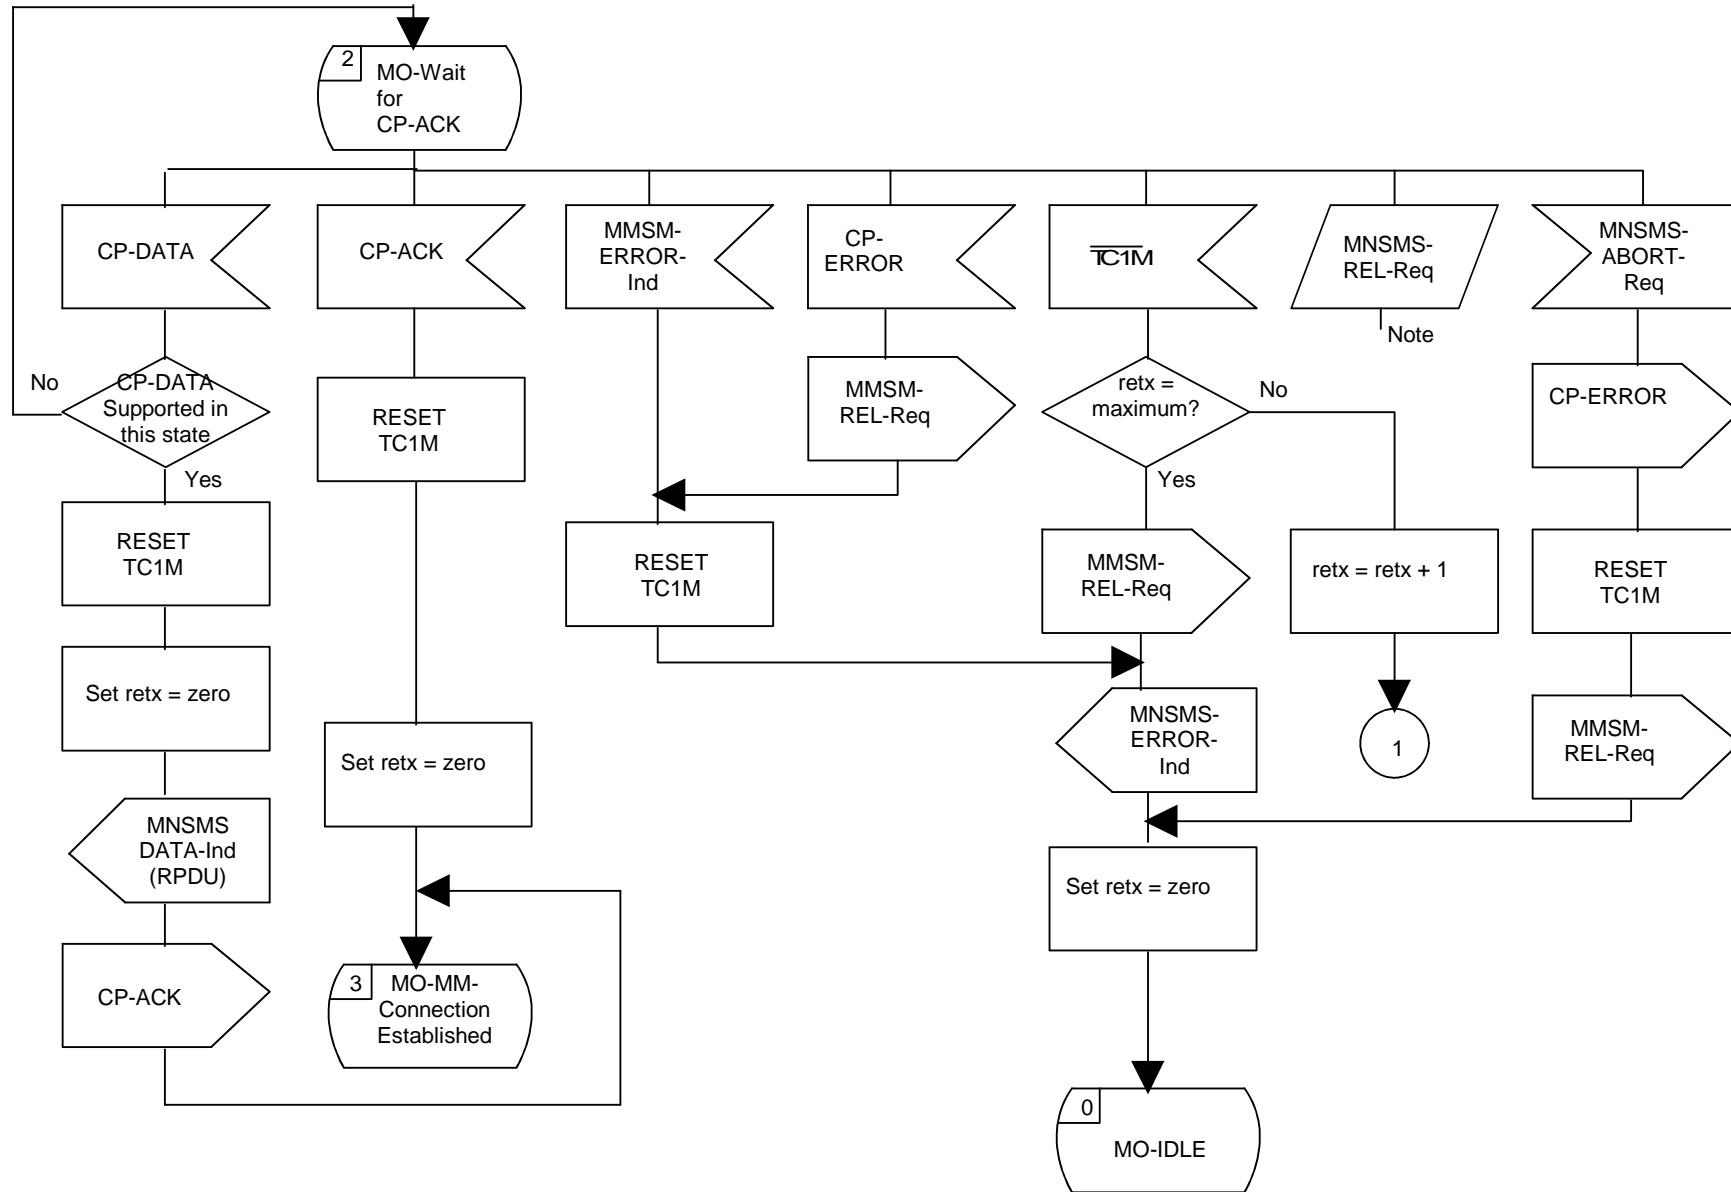 2
MO-Wait
for
CP-ACK
CP-DATA
CP-ACK
MMSM-
ERROR-
Ind
CP-
ERROR
TC1M
MNSMS-
REL-Req
Note
MNSMS-
ABORT-
Req
No
CP-DATA
Supported in
this state
Yes
RESET
TC1M
MMSM-
REL-Req
retx =
maximum?
No
Yes
CP-ERROR
RESET
TC1M
RESET
TC1M
MMSM-
REL-Req
retx = retx + 1
RESET
TC1M
Set retx = zero
Set retx = zero
MNSMS-
ERROR-
Ind
1
MMSM-
REL-Req
MNSMS
DATA-Ind
(RPDU)
Set retx = zero
CP-ACK
3
MO-MM-
Connection
Established
0
MO-IDLE